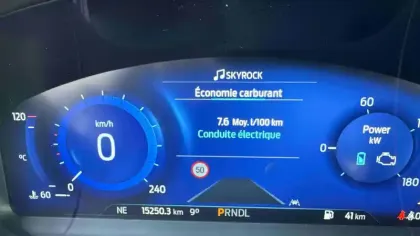 SKYROCK
Économie carburant
7.6 Moy. l/100 km
Conduite électrique
120
°C
60
km/h
0
0
240
50
60
0
Power
kW
180
NE 15250.3 km 9° PRNDL 41 km